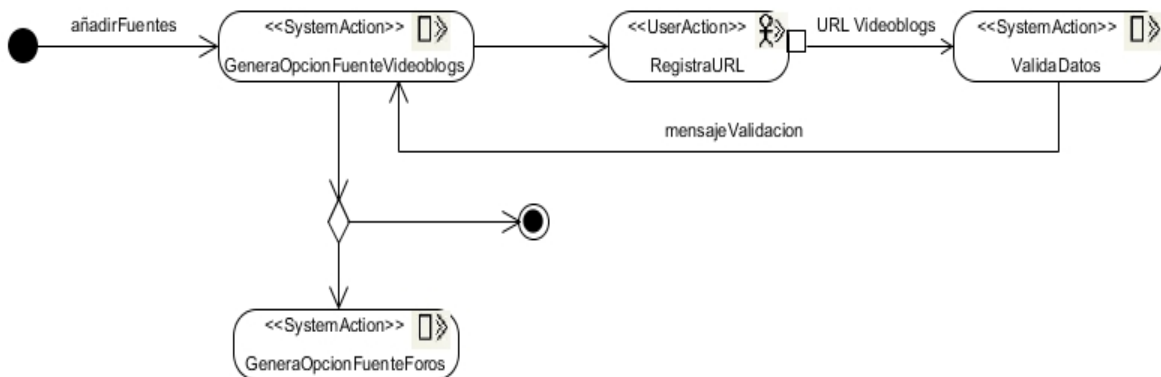 añadirFuentes
<<SystemAction>>
GeneraOpcionFuenteVideoblogs
<<UserAction>>
RegistraURL
URL Videoblogs
<<SystemAction>>
ValidaDatos
mensajeValidacion
<<SystemAction>>
GeneraOpcionFuenteForos